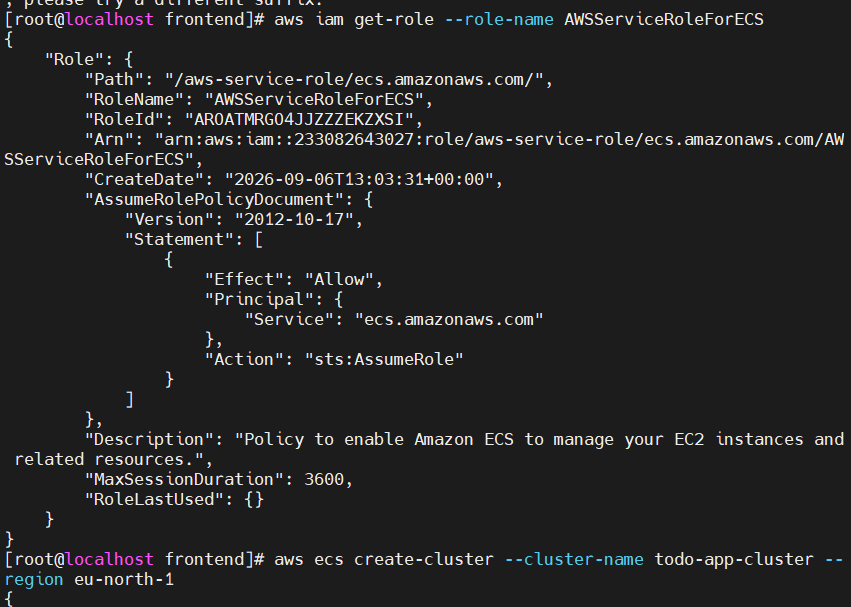 , please try a different suffix.
[root@localhost frontend]# aws iam get-role --role-name AWSServiceRoleForECS
{
    "Role": {
        "Path": "/aws-service-role/ecs.amazonaws.com/",
        "RoleName": "AWSServiceRoleForECS",
        "RoleId": "AROATMRGO4JJZZZEKZXSI",
        "Arn": "arn:aws:iam::233082643027:role/aws-service-role/ecs.amazonaws.com/AW
SServiceRoleForECS",
        "CreateDate": "2026-09-06T13:03:31+00:00",
        "AssumeRolePolicyDocument": {
            "Version": "2012-10-17",
            "Statement": [
                {
                    "Effect": "Allow",
                    "Principal": {
                        "Service": "ecs.amazonaws.com"
                    },
                    "Action": "sts:AssumeRole"
                }
            ]
        },
        "Description": "Policy to enable Amazon ECS to manage your EC2 instances and
 related resources.",
        "MaxSessionDuration": 3600,
        "RoleLastUsed": {}
    }
}
[root@localhost frontend]# aws ecs create-cluster --cluster-name todo-app-cluster --
region eu-north-1
{